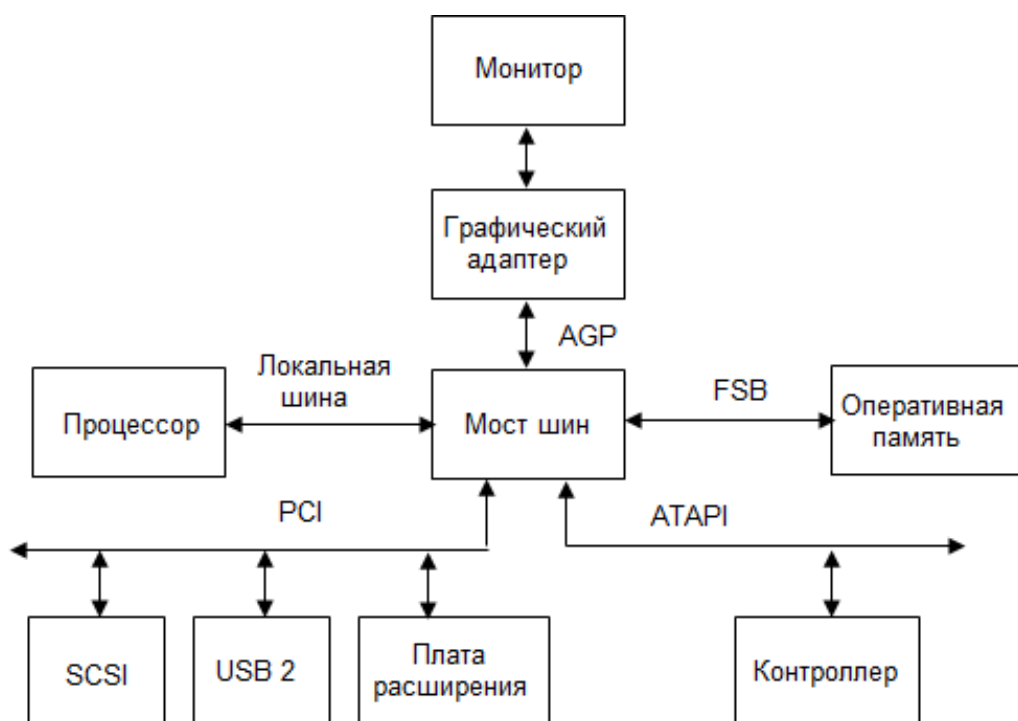 Монитор
Графический
адаптер
AGP
Локальная
шина
FSB
Процессор
Мост шин
Оперативная
память
PCI
ATAPI
SCSI
USB 2
Плата
расширения
Контроллер